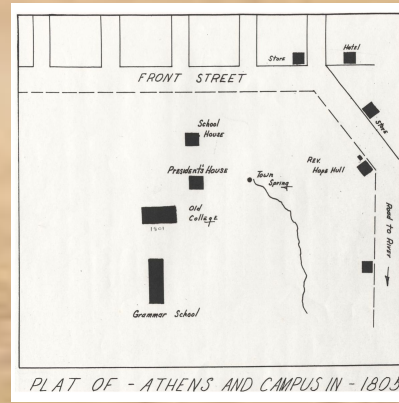 Store
Hotel
FRONT STREET
Store
School
HOUSE
President's House
Town
Spring
REV.
Hope Hull
Old
College
1801
Road to River
Grammar School
PLAT OF - ATHENS AND CAMPUS IN - 1805